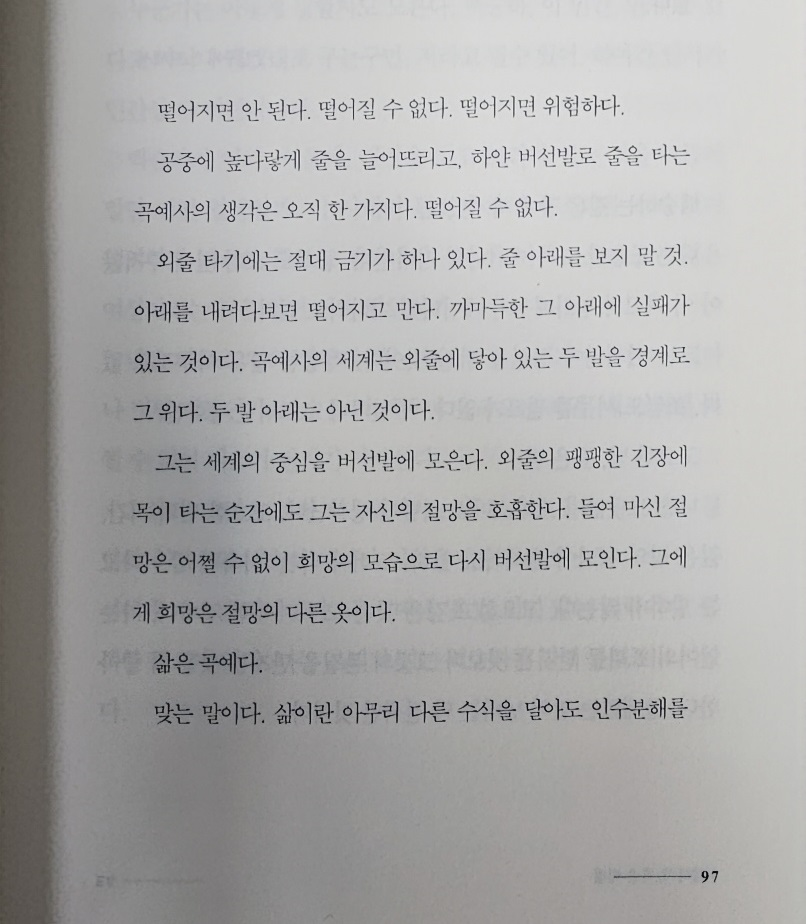 떨어지면 안 된다. 떨어질 수 없다. 떨어지면 위험하다.
공중에 높다랗게 줄을 늘어뜨리고, 하얀 버선발로 줄을 타는
곡예사의 생각은 오직 한 가지다. 떨어질 수 없다.
외줄 타기에는 절대 금기가 하나 있다. 줄 아래를 보지 말 것.
아래를 내려다보면 떨어지고 만다. 까마득한 그 아래에 실패가
있는 것이다. 곡예사의 세계는 외줄에 닿아 있는 두 발을 경계로
그 위다. 두 발 아래는 아닌 것이다.
그는 세계의 중심을 버선발에 모은다. 외줄의 팽팽한 긴장에
목이 타는 순간에도 그는 자신의 절망을 호흡한다. 들여 마신 절
망은 어쩔 수 없이 희망의 모습으로 다시 버선발에 모인다. 그에
게 희망은 절망의 다른 옷이다.
삶은 곡예다.
맞는 말이다. 삶이란 아무리 다른 수식을 달아도 인수분해를
97